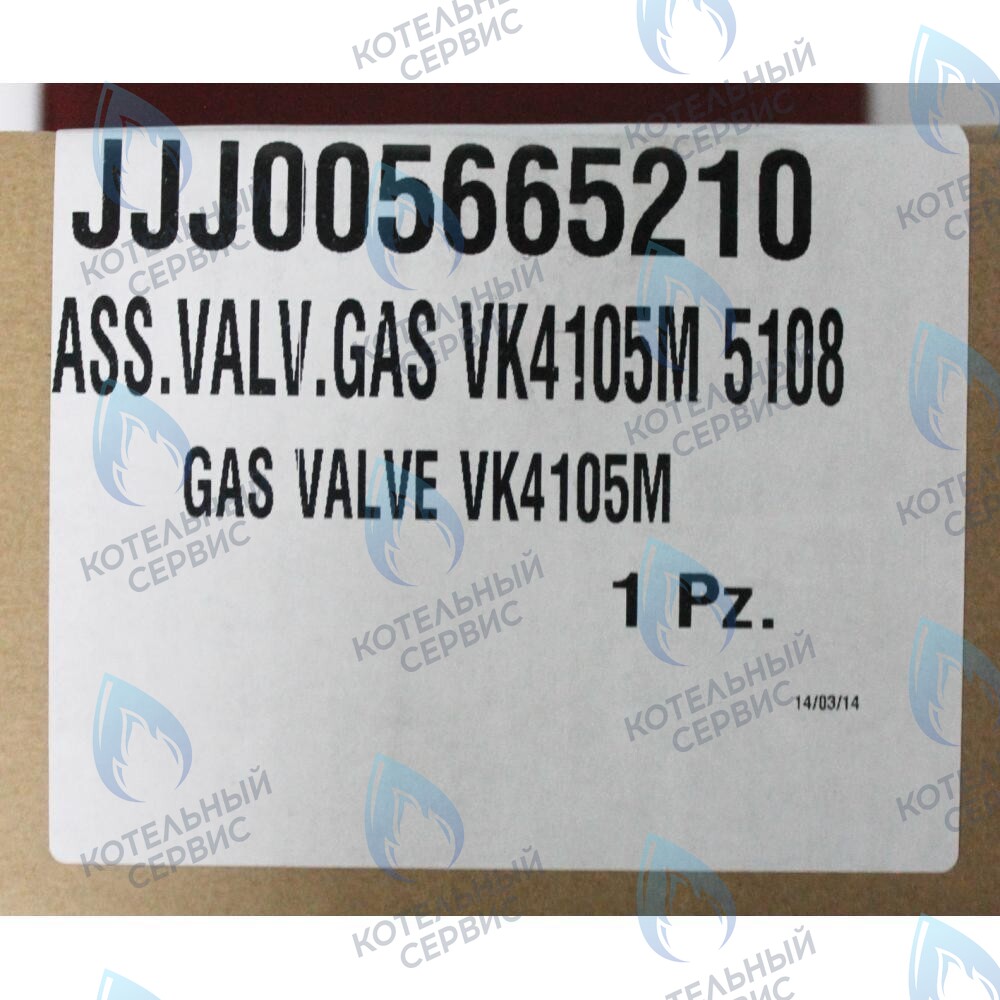 JJJ005665210
ASS.VALV.GAS VK4105M 5108
GAS VALVE VK4105M
1 Pz.
14/03/14
КОТЕЛЬНЫЙ
СЕРВИС